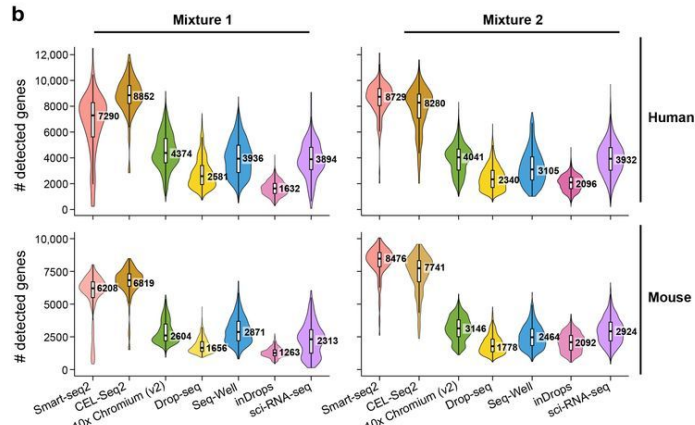 b
Mixture 1
Mixture 2
# detected genes
12,000
10,000
8000
6000
4000
2000
0
7290
8852
4374
2581
3936
1632
3894
8729
8280
4041
2340
3105
2096
3932
Human
# detected genes
10,000
7500
5000
2500
0
6208
6819
2604
1656
2871
1263
2313
8476
7741
3146
1778
2464
2092
2924
Mouse
Smart-seq2
CEL-Seq2
10x Chromium (v2)
Drop-seq
Seq-Well
inDrops
sci-RNA-seq
Smart-seq2
CEL-Seq2
10x Chromium (v2)
Drop-seq
Seq-Well
inDrops
sci-RNA-seq